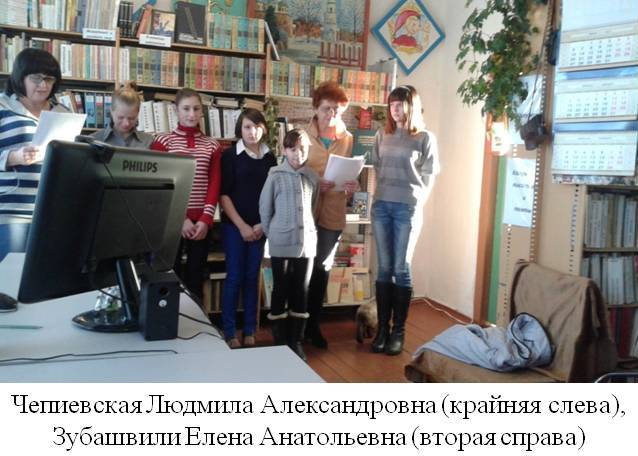 PHILIPS
Чепиевская Людмила Александровна (крайняя слева),
Зубашвили Елена Анатольевна (вторая справа)